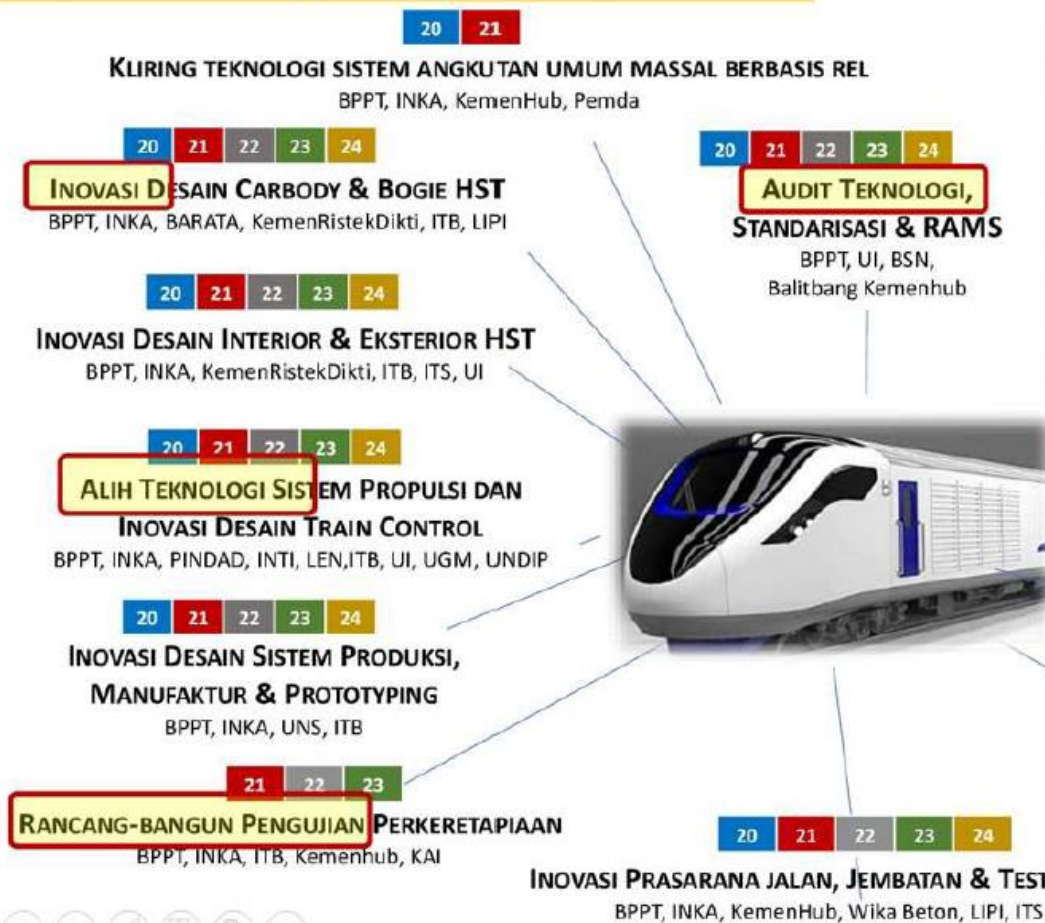 20 21
KLIRING TEKNOLOGI SISTEM ANGKUTAN UMUM MASSAL BERBASIS REL
BPPT, INKA, KemenHub, Pemda
20 21 22 23 24
INOVASI DESAIN CARBODY & BOGIE HST
BPPT, INKA, BARATA, KemenRistekDikti, ITB, LIPI
20 21 22 23 24
AUDIT TEKNOLOGI,
STANDARISASI & RAMS
BPPT, UI, BSN,
Balitbang Kemenhub
20 21 22 23 24
INOVASI DESAIN INTERIOR & EKSTERIOR HST
BPPT, INKA, KemenRistekDikti, ITB, ITS, UI
20 21 22 23 24
ALIH TEKNOLOGI SISTEM PROPULSI DAN
INOVASI DESAIN TRAIN CONTROL
BPPT, INKA, PINDAD, INTI, LEN,ITB, UI, UGM, UNDIP
20 21 22 23 24
INOVASI DESAIN SISTEM PRODUKSI,
MANUFAKTUR & PROTOTYPING
BPPT, INKA, UNS, ITB
21 22 23
RANCANG-BANGUN PENGUJIAN PERKERETAPIAAN
BPPT, INKA, ITB, Kemenhub, KAI
20 21 22 23 24
INOVASI PRASARANA JALAN, JEMBATAN & TEST
BPPT, INKA, KemenHub, Wika Beton, LIPI, ITS